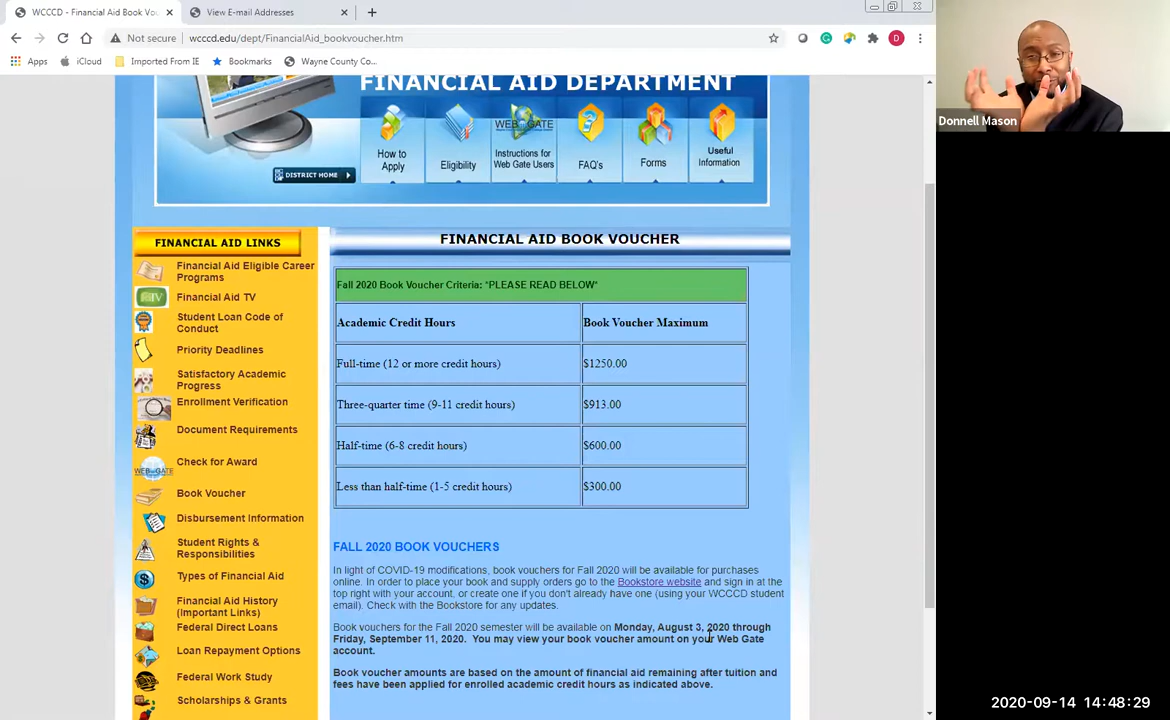 WCCCD - Financial Aid Book Vou
View E-mail Addresses
Not secure
wcccd.edu/dept/FinancialAid_bookvoucher.htm
D
Apps
iCloud
Imported From IE
Bookmarks
Wayne County Co...
FINANCIAL AID DEPARTMENT
How to
Apply
Eligibility
WEB GATE
Instructions for
Web Gate Users
FAQ's
Forms
Useful
Information
DISTRICT HOME
Donnell Mason
FINANCIAL AID LINKS
Financial Aid Eligible Career
Programs
TV
Financial Aid TV
Student Loan Code of
Conduct
Priority Deadlines
Satisfactory Academic
Progress
Enrollment Verification
Document Requirements
WEB GATE
Check for Award
Book Voucher
Disbursement Information
Student Rights &
Responsibilities
Types of Financial Aid
Financial Aid History
(Important Links)
Federal Direct Loans
Loan Repayment Options
Federal Work Study
Scholarships & Grants
FINANCIAL AID BOOK VOUCHER
Fall 2020 Book Voucher Criteria: *PLEASE READ BELOW*
Academic Credit Hours Book Voucher Maximum
Full-time (12 or more credit hours) $1250.00
Three-quarter time (9-11 credit hours) $913.00
Half-time (6-8 credit hours) $600.00
Less than half-time (1-5 credit hours) $300.00
FALL 2020 BOOK VOUCHERS
In light of COVID-19 modifications, book vouchers for Fall 2020 will be available for purchases
online. In order to place your book and supply orders go to the Bookstore website and sign in at the
top right with your account, or create one if you don't already have one (using your WCCCD student
email). Check with the Bookstore for any updates.
Book vouchers for the Fall 2020 semester will be available on Monday, August 3, 2020 through
Friday, September 11, 2020. You may view your book voucher amount on your Web Gate
account.
Book voucher amounts are based on the amount of financial aid remaining after tuition and
fees have been applied for enrolled academic credit hours as indicated above.
2020-09-14 14:48:29